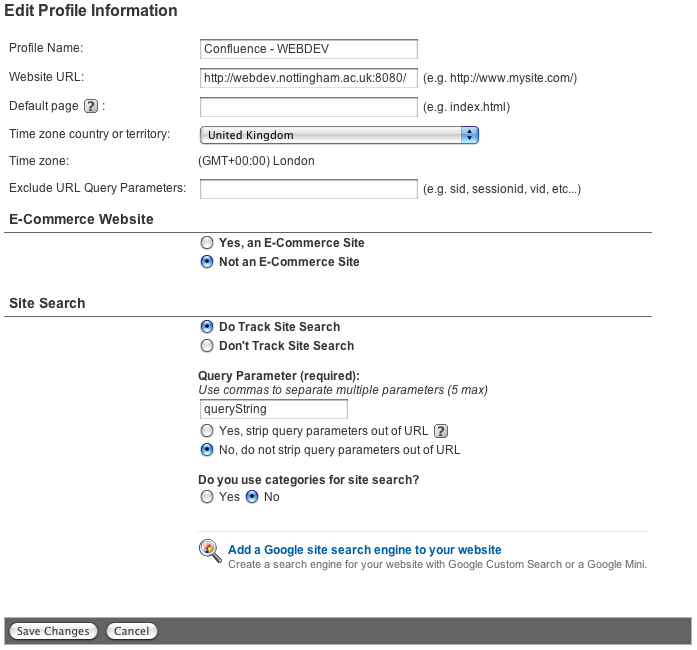 Edit Profile Information
Profile Name: Confluence - WEBDEV
Website URL: http://webdev.nottingham.ac.uk:8080/ (e.g. http://www.mysite.com/)
Default page ? : (e.g. index.html)
Time zone country or territory: United Kingdom
Time zone: (GMT+00:00) London
Exclude URL Query Parameters: (e.g. sid, sessionid, vid, etc...)
E-Commerce Website
Yes, an E-Commerce Site
Not an E-Commerce Site
Site Search
Do Track Site Search
Don't Track Site Search
Query Parameter (required):
Use commas to separate multiple parameters (5 max)
queryString
Yes, strip query parameters out of URL ?
No, do not strip query parameters out of URL
Do you use categories for site search?
Yes No
Add a Google site search engine to your website
Create a search engine for your website with Google Custom Search or a Google Mini.
Save Changes Cancel